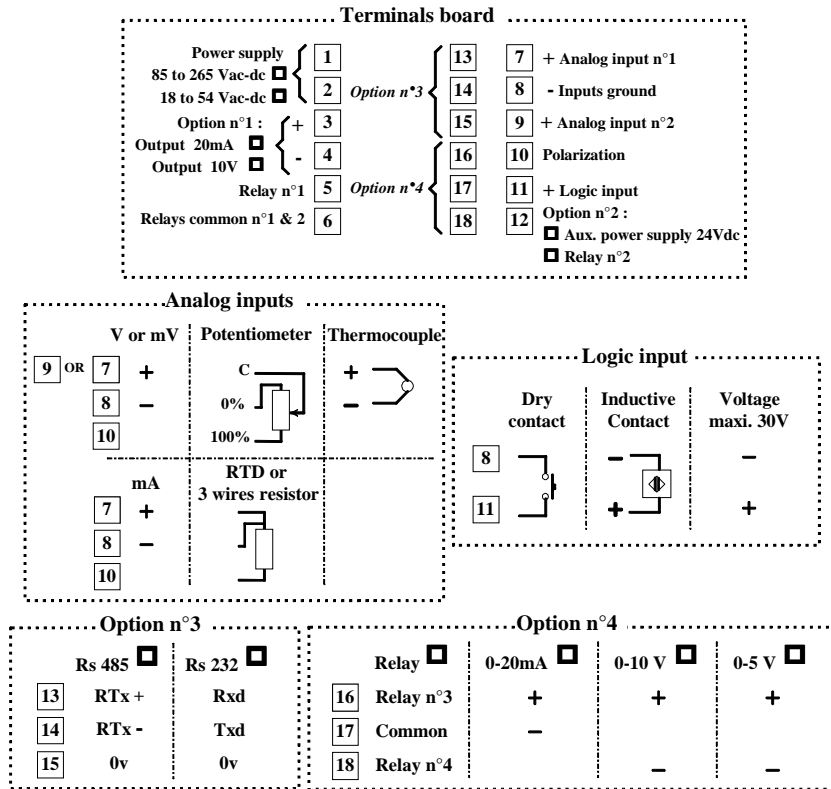 Terminals board
Power supply 1 13 7 + Analog input n°1
85 to 265 Vac-dc
18 to 54 Vac-dc 2 Option n°3 14 8 - Inputs ground
Option n°1 : + 3 15 9 + Analog input n°2
Output 20mA
Output 10V - 4 16 10 Polarization
Relay n°1 5 Option n°4 17 11 + Logic input
Relays common n°1 & 2 6 18 12 Option n°2 :
Aux. power supply 24Vdc
Relay n°2
Analog inputs
V or mV Potentiometer Thermocouple
9 OR 7 + C +
8 – 0% –
10 100%
mA RTD or
3 wires resistor
7 +
8 –
10
Logic input
Dry contact Inductive Contact Voltage maxi. 30V
8 – –
11 + +
Option n°3
Rs 485 Rs 232
13 RTx + Rxd
14 RTx - Txd
15 0v 0v
Option n°4
Relay 0-20mA 0-10 V 0-5 V
16 Relay n°3 + + +
17 Common –
18 Relay n°4 – –